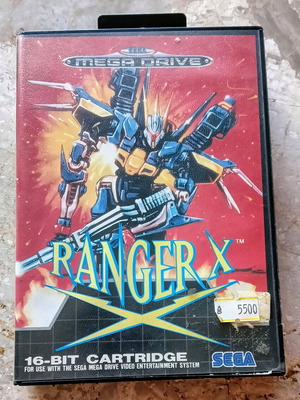 SEGA
MEGA DRIVE
RANGER X™
5500
16-BIT CARTRIDGE
FOR USE WITH THE SEGA MEGA DRIVE VIDEO ENTERTAINMENT SYSTEM
SEGA